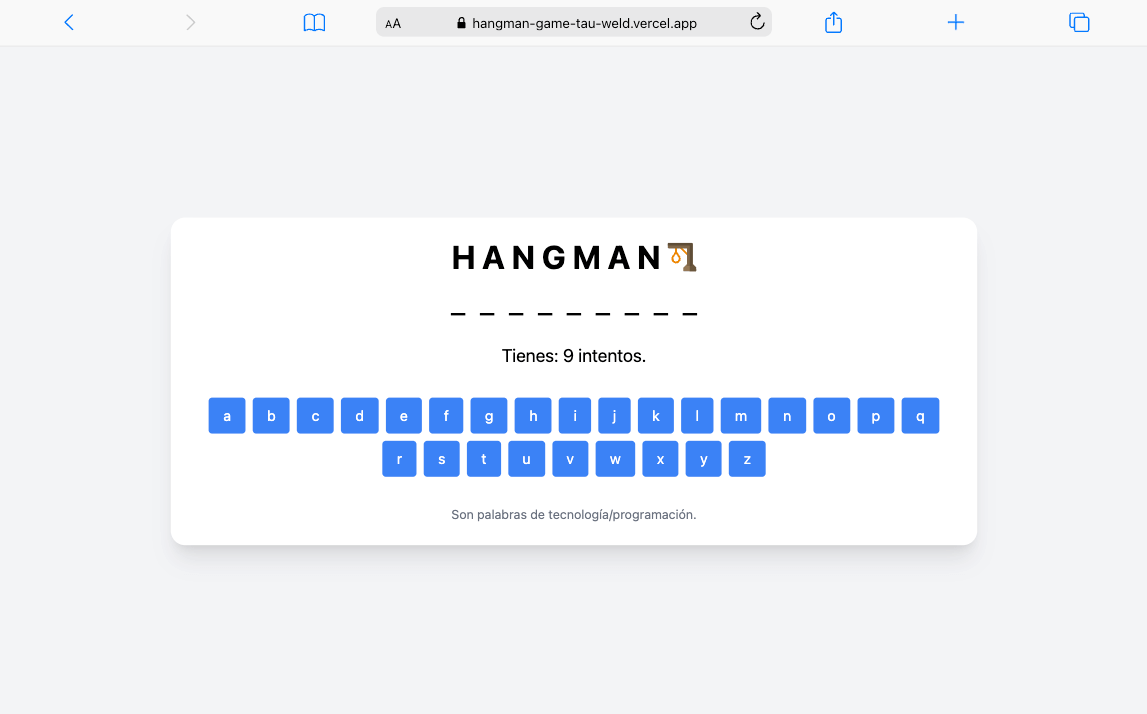 AA hangman-game-tau-weld.vercel.app
HANGMAN
_ _ _ _ _ _ _ _ _
Tienes: 9 intentos.
a b c d e f g h i j k l m n o p q
r s t u v w x y z
Son palabras de tecnología/programación.